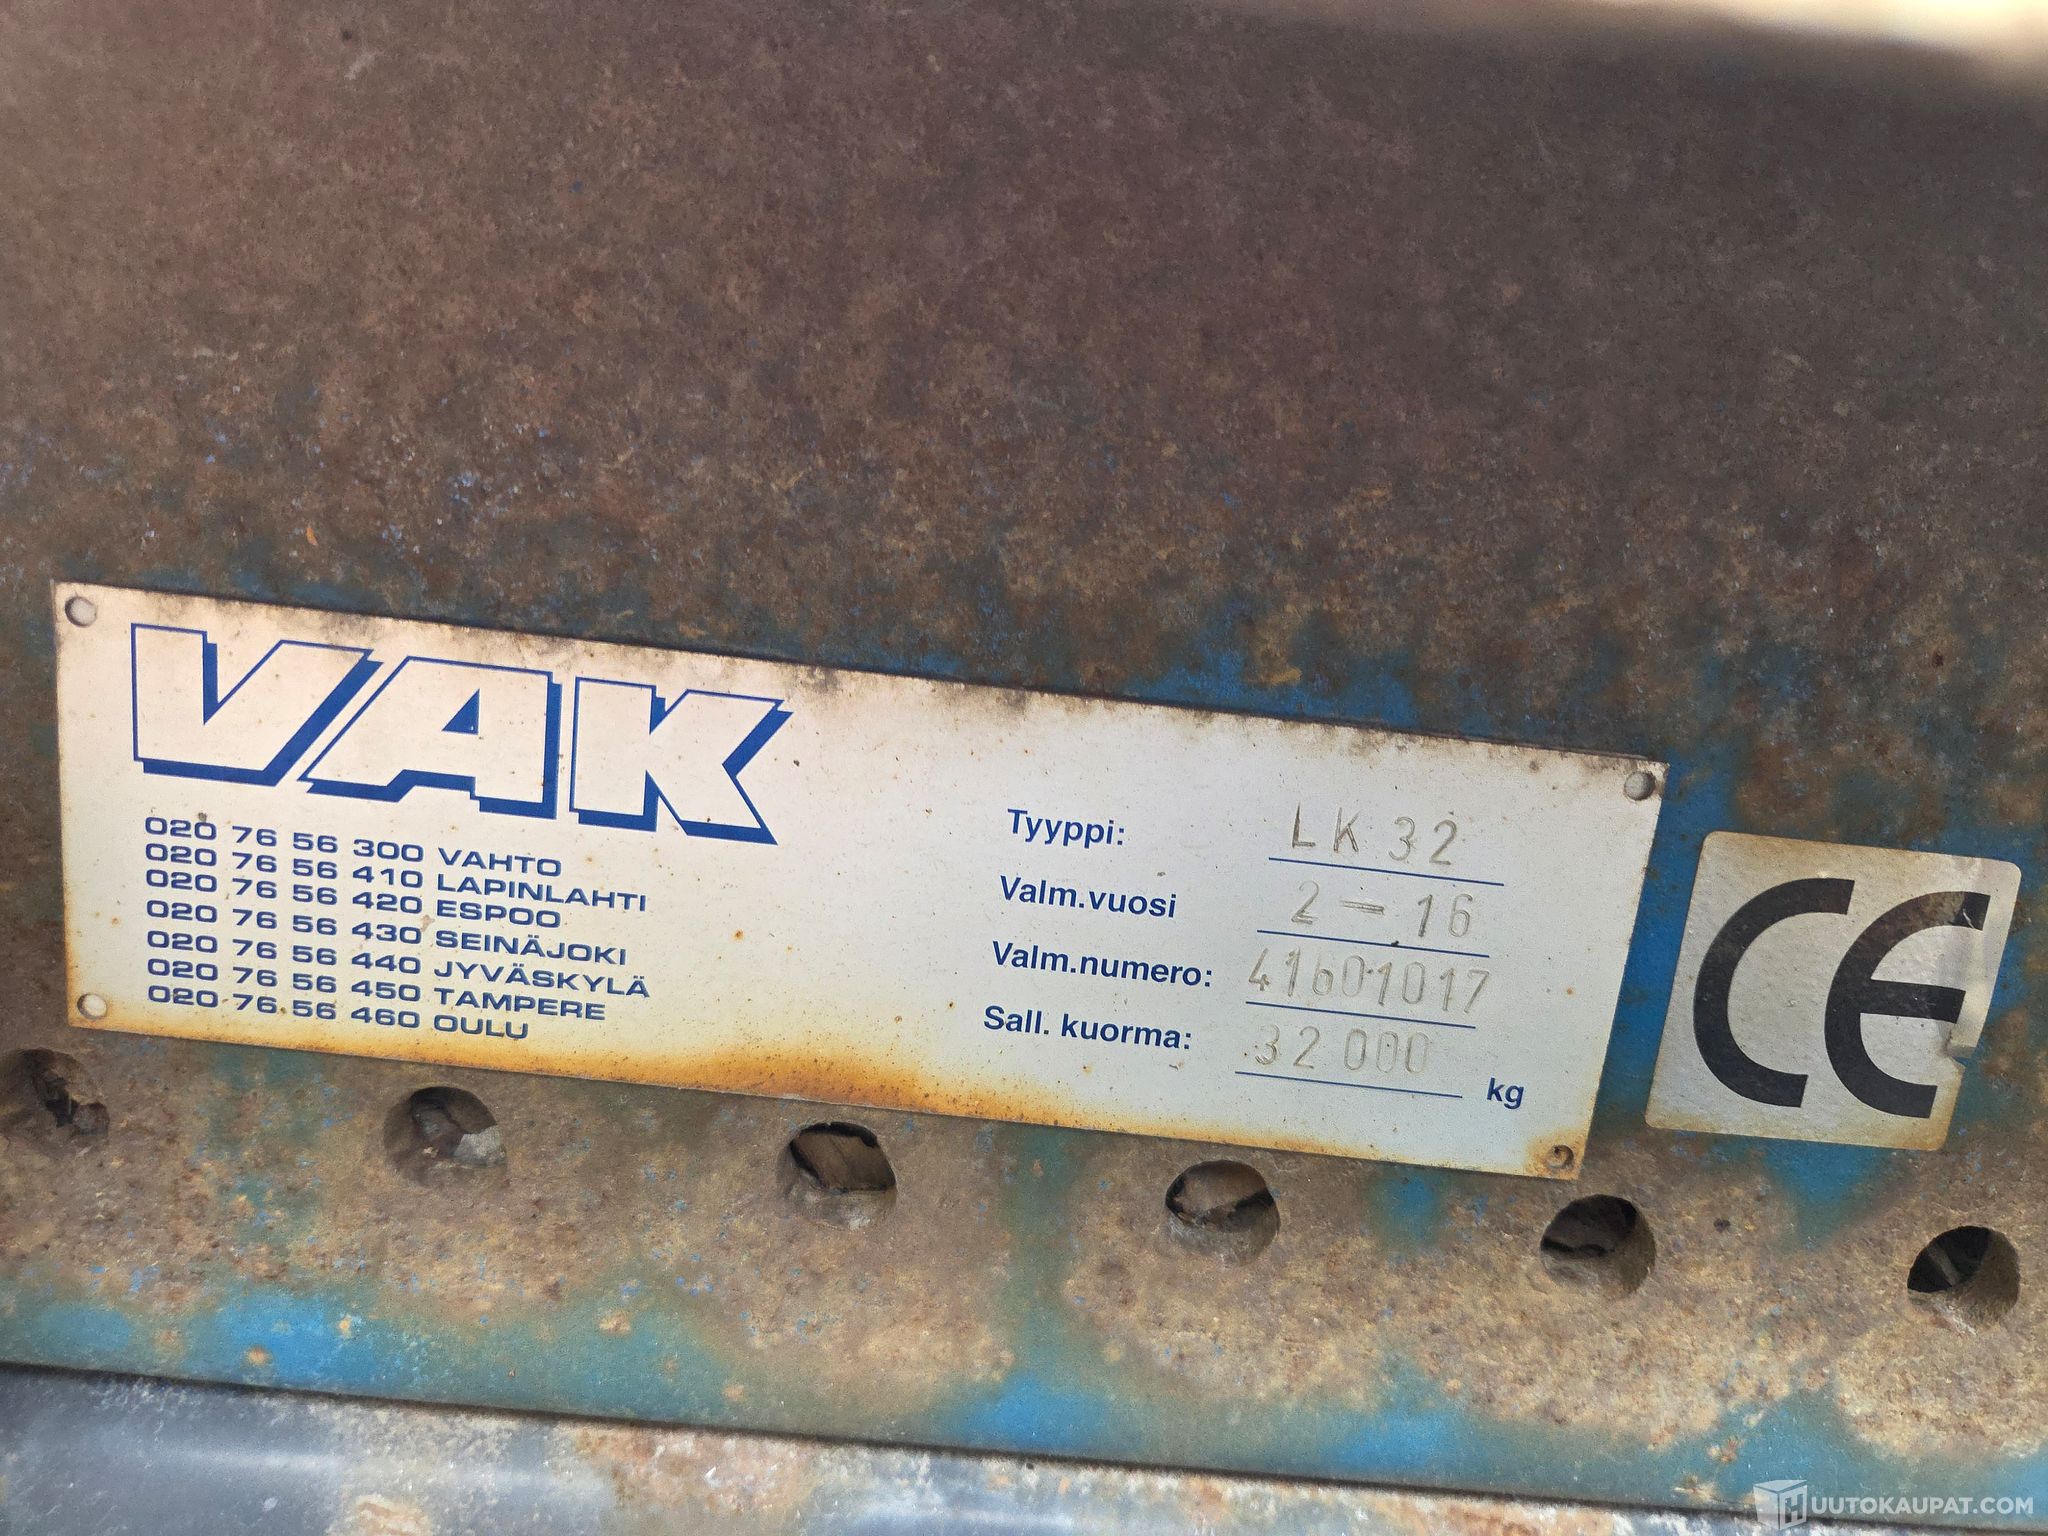 VAK
020 76 56 300 VAHTO
020 76 56 410 LAPINLAHTI
020 76 56 420 ESPOO
020 76 56 430 SEINÄJOKI
020 76 56 440 JYVÄSKYLÄ
020 76 56 450 TAMPERE
020 76 56 460 OULU
Tyyppi: LK 32
Valm.vuosi 2-16
Valm.numero: 41601017
Sall. kuorma: 32 000 kg
CE
HUUTOKAUPAT.COM